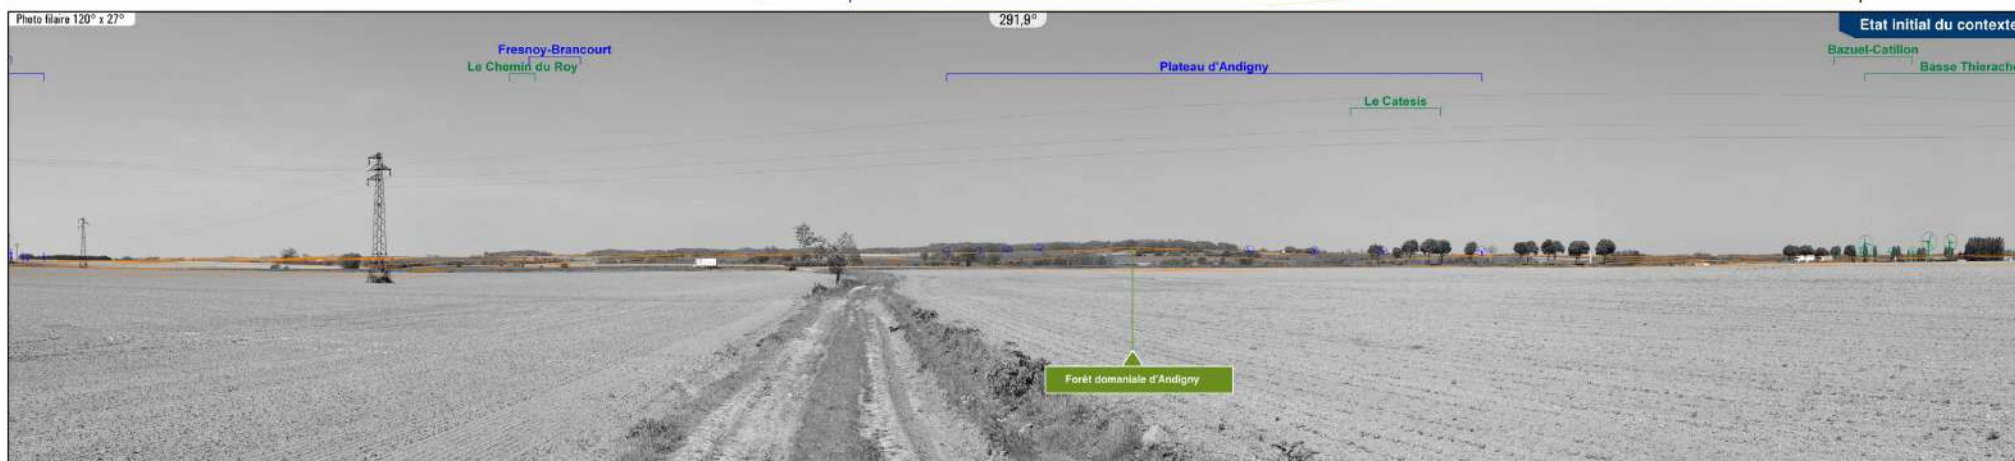 Photo filaire 120° x 27°
291,9°
Etat initial du contexte
Fresnoy-Brancourt
Bazuel-Catillon
Le Chemin du Roy
Plateau d'Andigny
Basse Thierache
Le Catesis
Forêt domaniale d'Andigny